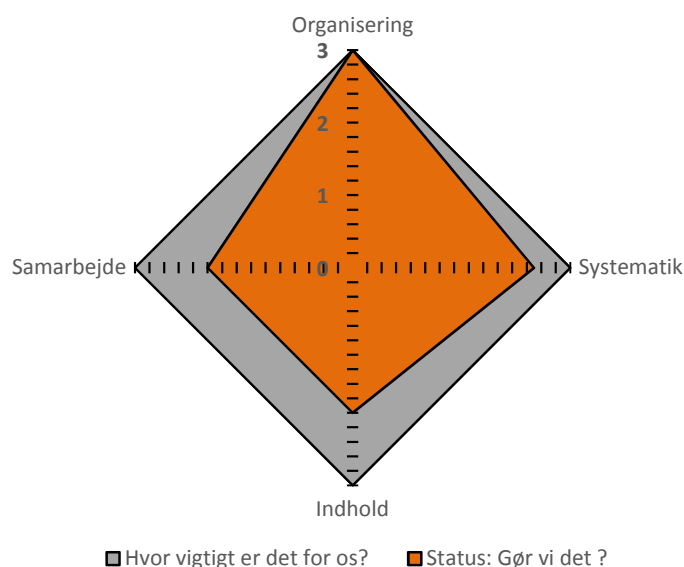 Organisering
3
2
1
Samarbejde
0
Systematik
Indhold
Hvor vigtigt er det for os?
Status: Gør vi det ?